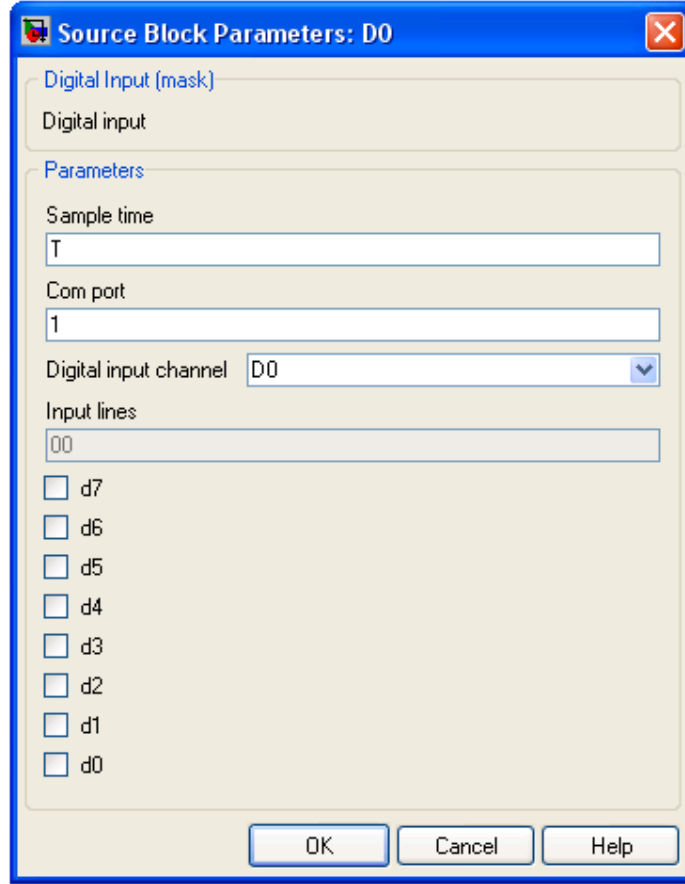 Source Block Parameters: D0
Digital Input (mask)
Digital input
Parameters
Sample time
T
Com port
1
Digital input channel D0
Input lines
00
d7
d6
d5
d4
d3
d2
d1
d0
OK Cancel Help